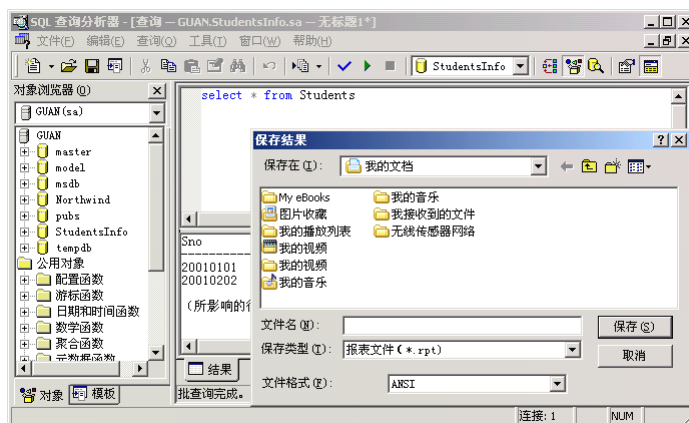 SQL 查询分析器 - [查询 — GUAN.StudentsInfo.sa — 无标题1*]
文件(F) 编辑(E) 查询(Q) 工具(T) 窗口(W) 帮助(H)
StudentsInfo
对象浏览器(O)
GUAN(sa)
GUAN
master
model
msdb
Northwind
pubs
StudentsInfo
tempdb
公用对象
配置函数
游标函数
日期和时间函数
数学函数
聚合函数
元数据函数
对象 模板
select * from Students
Sno
20010101
20010202
(所影响的行
结果
批查询完成。
连接: 1
NUM
保存结果
保存在(I): 我的文档
My eBooks
图片收藏
我的播放列表
我的视频
我的视频
我的音乐
我的音乐
我接收到的文件
无线传感器网络
文件名(N): 保存(S)
保存类型(T): 报表文件(*.rpt) 取消
文件格式(F): ANSI